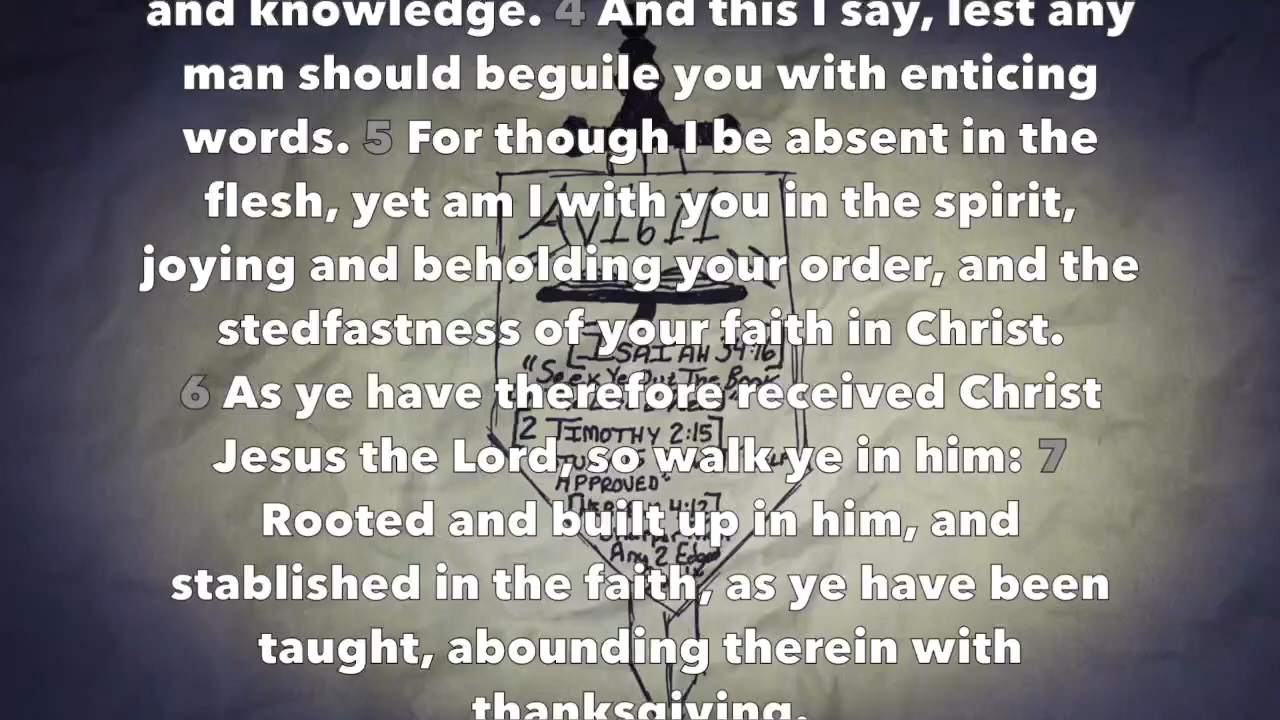 and knowledge. 4 And this I say, lest any
man should beguile you with enticing
words. 5 For though I be absent in the
flesh, yet am I with you in the spirit,
joying and beholding your order, and the
stedfastness of your faith in Christ.
6 As ye have therefore received Christ
Jesus the Lord, so walk ye in him: 7
Rooted and built up in him, and
stablished in the faith, as ye have been
taught, abounding therein with
thanksgiving.
AV1611
[ISAIAH 34:16]
"Seek Ye Out The Book
[2 TIMOTHY 2:15]
APPROVED"
4:12]
Any 2 Edged